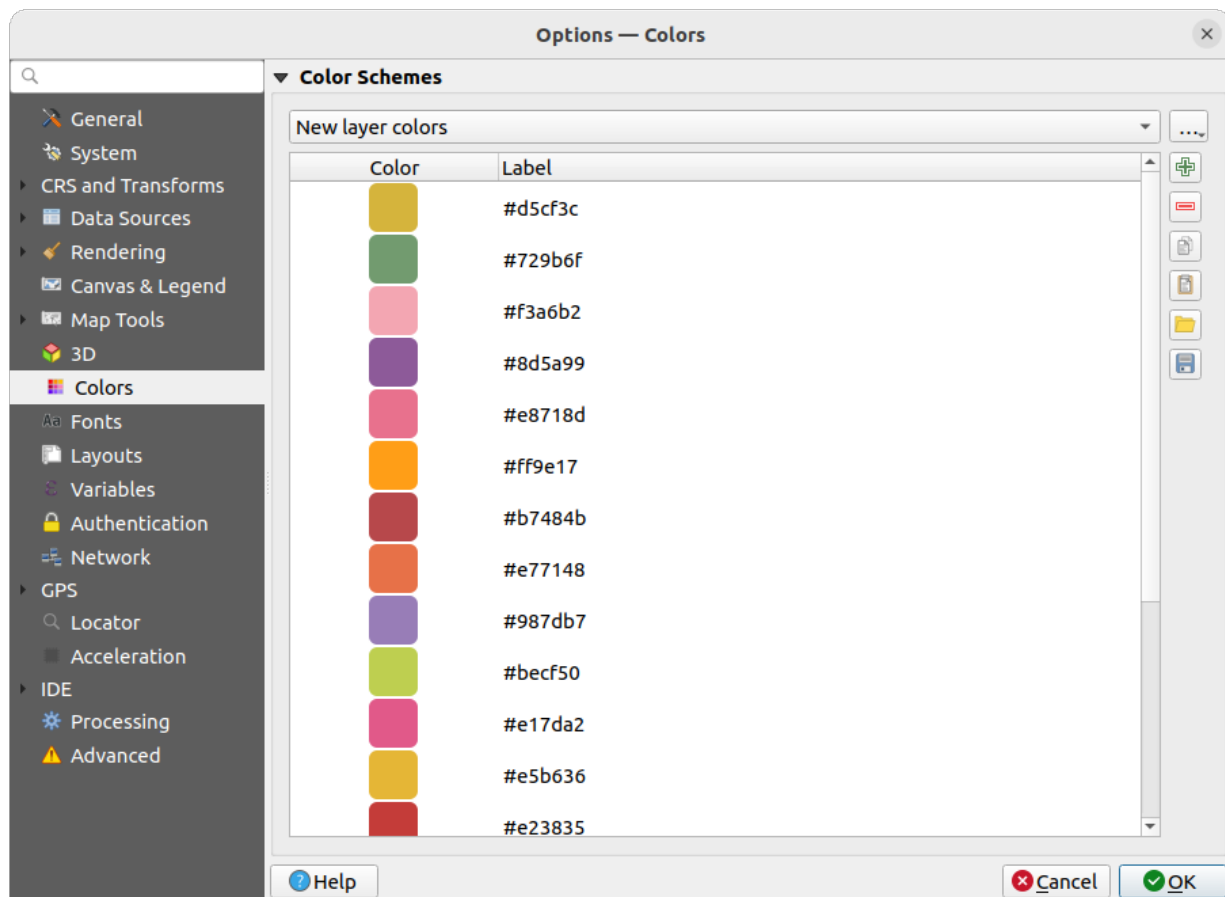 Options — Colors
General
System
CRS and Transforms
Data Sources
Rendering
Canvas & Legend
Map Tools
3D
Colors
Aa Fonts
Layouts
Variables
Authentication
Network
GPS
Locator
Acceleration
IDE
Processing
Advanced
Color Schemes
New layer colors
...
Color Label
#d5cf3c
#729b6f
#f3a6b2
#8d5a99
#e8718d
#ff9e17
#b7484b
#e77148
#987db7
#becf50
#e17da2
#e5b636
#e23835
Help
Cancel
OK